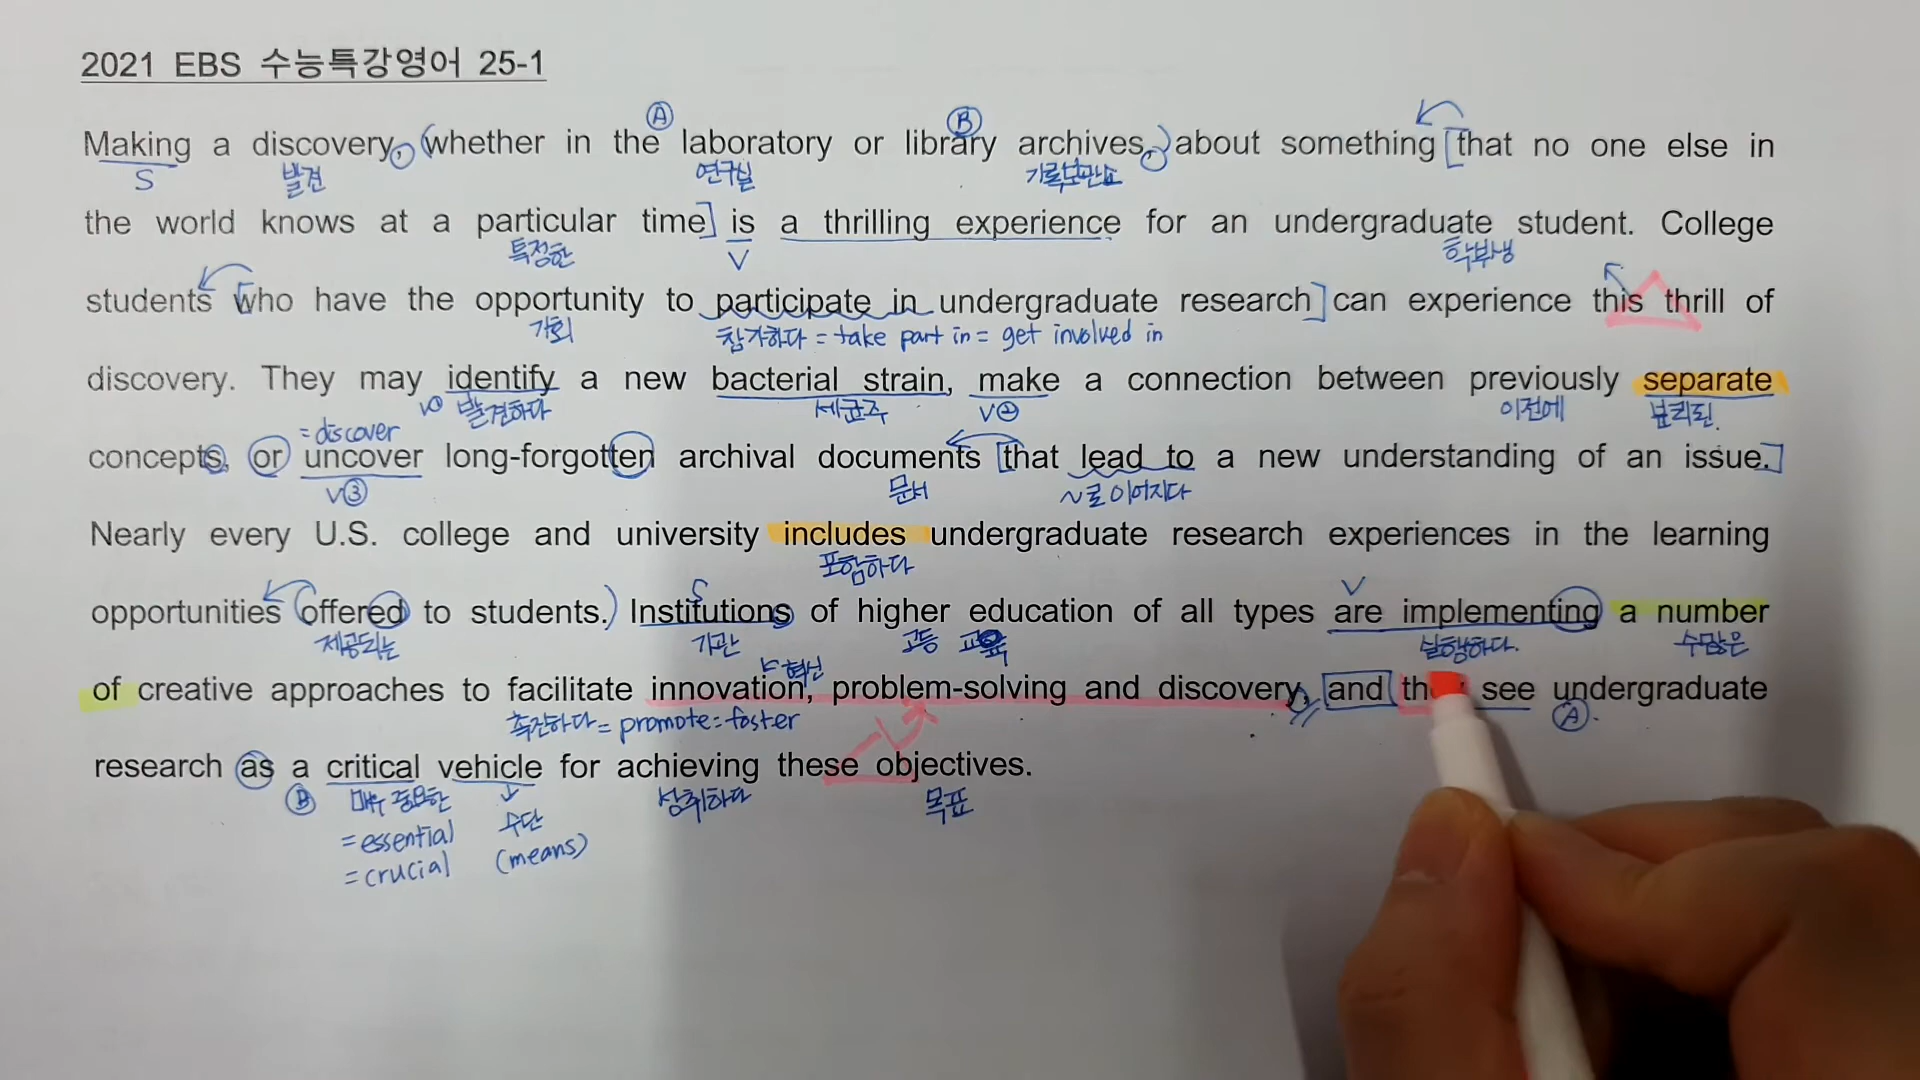 2021 EBS 수능특강영어 25-1
Ⓐ Ⓑ
Making a discovery, (whether in the laboratory or library archives,) about something [that no one else in
S 발견 연구실 기록보관소
the world knows at a particular time] is a thrilling experience for an undergraduate student. College
특정한 V 학부생
students [who have the opportunity to participate in undergraduate research] can experience this thrill of
기회 참가하다 = take part in = get involved in
discovery. They may identify a new bacterial strain, make a connection between previously separate
V① 발견하다 세균주 V② 이전에 분리된.
= discover
concepts, or uncover long-forgotten archival documents [that lead to a new understanding of an issue.]
V③ 문서 ~로 이어지다
Nearly every U.S. college and university includes undergraduate research experiences in the learning
포함하다
S V
opportunities (offered to students.) Institutions of higher education of all types are implementing a number
제공되는 기관 고등 교육 실행하다. 수많은
혁신
of creative approaches to facilitate innovation, problem-solving and discovery, and see undergraduate
촉진하다 = promote = foster Ⓐ.
research as a critical vehicle for achieving these objectives.
Ⓑ 매우 중요한 수단 성취하다 목표
= essential (means)
= crucial